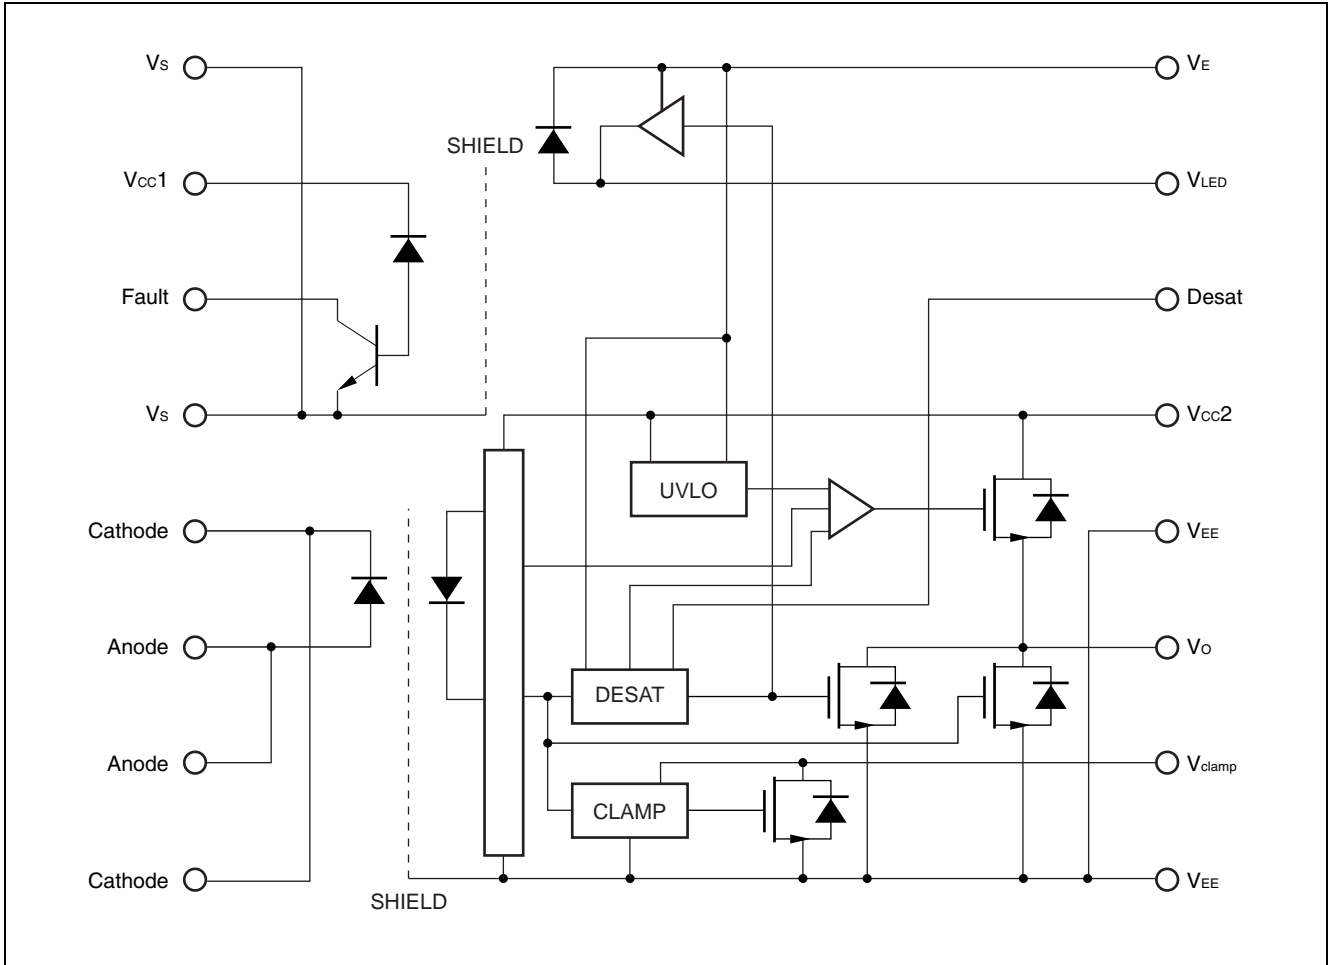 VS
VE
SHIELD
VCC1
VLED
Fault
Desat
VS
VCC2
UVLO
Cathode
VEE
Anode
VO
DESAT
Anode
Vclamp
CLAMP
Cathode
VEE
SHIELD